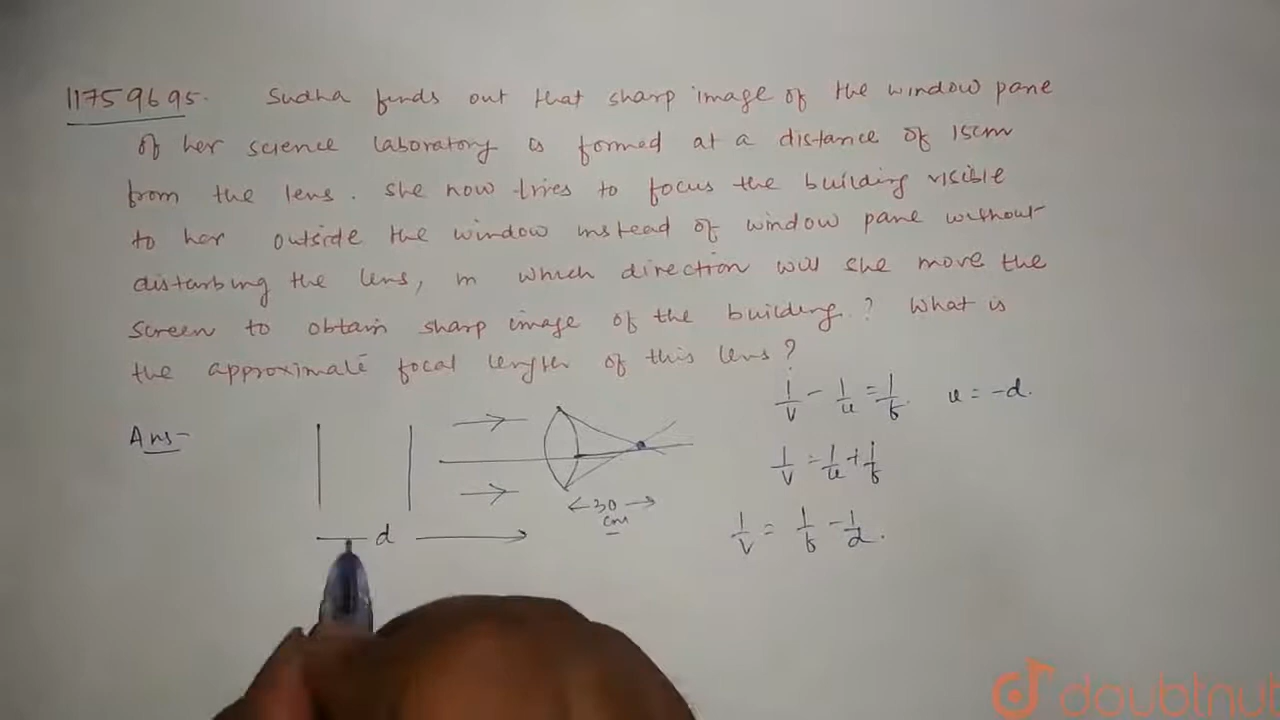 11759695. Sudha finds out that sharp image of the window pane
of her science laboratory is formed at a distance of 15cm
from the lens. She now tries to focus the building visible
to her outside the window instead of window pane without
disturbing the lens, in which direction will she move the
screen to obtain sharp image of the building? What is
the approximate focal length of this lens?
Ans-
1/v - 1/u = 1/f. u = -d.
1/v = 1/u + 1/f
← 30 →
cm
d
1/v = 1/f - 1/d.
doubtnut